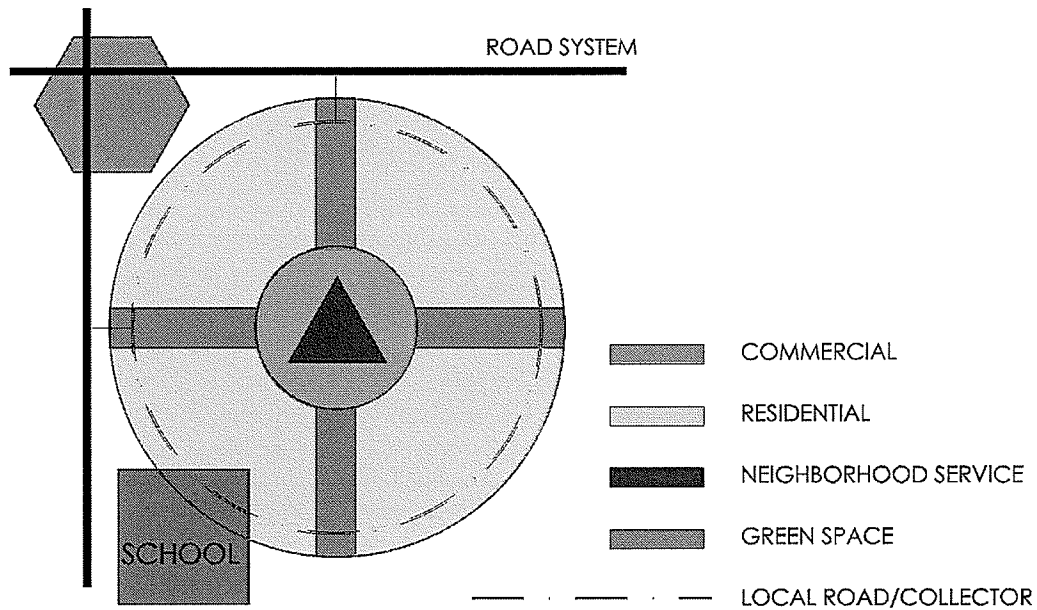 ROAD SYSTEM
COMMERCIAL
RESIDENTIAL
NEIGHBORHOOD SERVICE
GREEN SPACE
SCHOOL
LOCAL ROAD/COLLECTOR